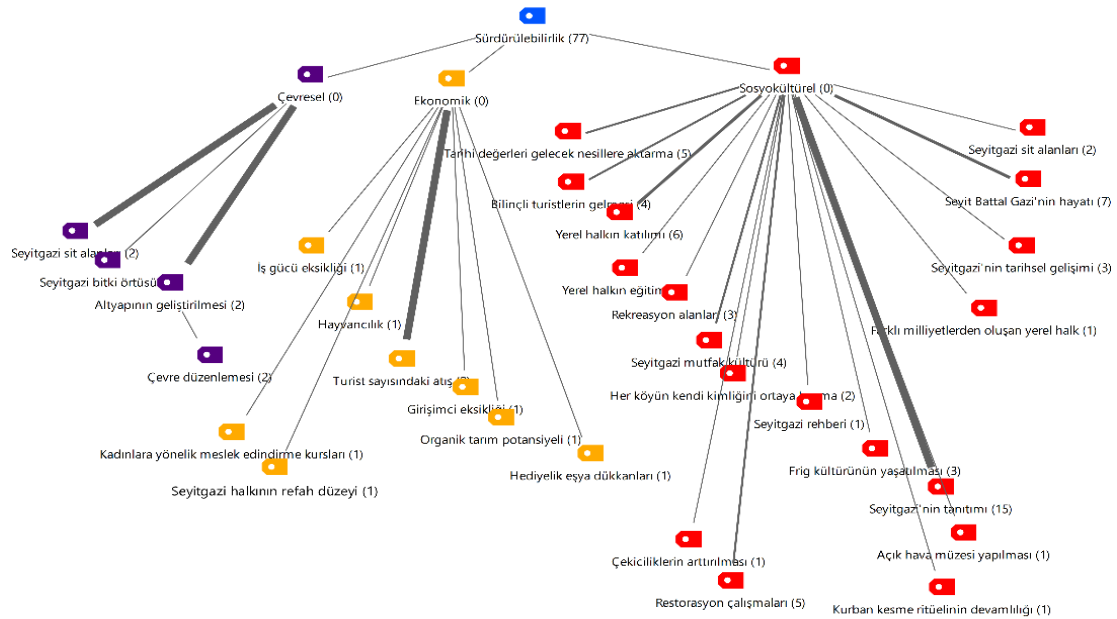 Sürdürülebilirlik (77)
Çevresel (0)
Ekonomik (0)
Sosyokültürel (0)
Tarihi değerleri gelecek nesillere aktarma (5)
Seyitgazi sit alanları (2)
Bilinçli turistlerin gelmesi (4)
Seyit Battal Gazi'nin hayatı (7)
Yerel halkın katılımı (6)
Seyitgazi sit alanları (2)
İş gücü eksikliği (1)
Yerel halkın eğitimi
Seyitgazi'nin tarihsel gelişimi (3)
Seyitgazi bitki örtüsü
Altyapının geliştirilmesi (2)
Hayvancılık (1)
Rekreasyon alanları (3)
Farklı milliyetlerden oluşan yerel halk (1)
Çevre düzenlemesi (2)
Turist sayısındaki atış
Seyitgazi mutfak kültürü (4)
Girişimci eksikliği (1)
Her köyün kendi kimliğini ortaya (2)
Organik tarım potansiyeli (1)
Seyitgazi rehberi (1)
Kadınlara yönelik meslek edindirme kursları (1)
Seyitgazi halkının refah düzeyi (1)
Hediyelik eşya dükkanları (1)
Frig kültürünün yaşatılması (3)
Seyitgazi'nin tanıtımı (15)
Açık hava müzesi yapılması (1)
Çekiciliklerin arttırılması (1)
Restorasyon çalışmaları (5)
Kurban kesme ritüelinin devamlılığı (1)